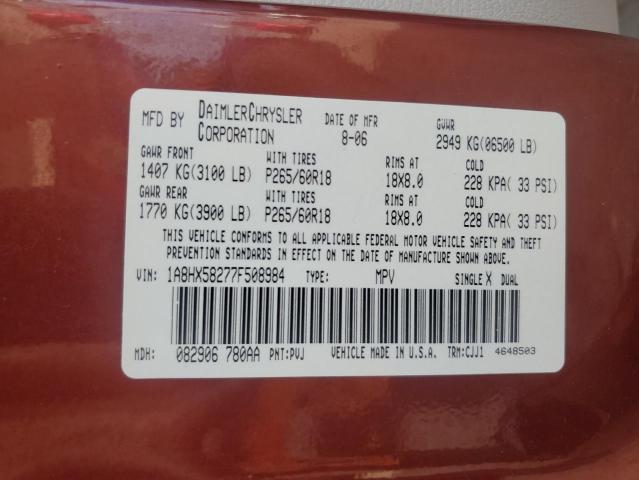 MFD BY DAIMLERCHRYSLER CORPORATION DATE OF MFR 8-06 GVWR 2949 KG(06500 LB)
GAWR FRONT WITH TIRES RIMS AT COLD
1407 KG(3100 LB) P265/60R18 18X8.0 228 KPA( 33 PSI)
GAWR REAR WITH TIRES RIMS AT COLD
1770 KG(3900 LB) P265/60R18 18X8.0 228 KPA( 33 PSI)
THIS VEHICLE CONFORMS TO ALL APPLICABLE FEDERAL MOTOR VEHICLE SAFETY AND THEFT
PREVENTION STANDARDS IN EFFECT ON THE DATE OF MANUFACTURE SHOWN ABOVE.
VIN: 1A8HX58277F508984 TYPE: MPV SINGLE X DUAL
MDH: 082906 780AA PNT:PVJ VEHICLE MADE IN U.S.A. TRM:CJJ1 4648503